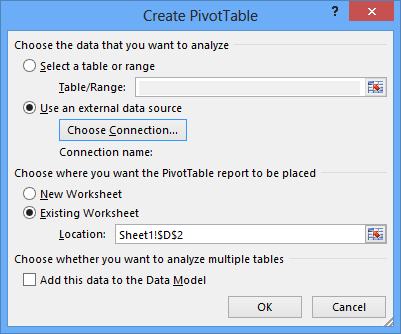 Create PivotTable
? ×
Choose the data that you want to analyze
Select a table or range
Table/Range:
Use an external data source
Choose Connection...
Connection name:
Choose where you want the PivotTable report to be placed
New Worksheet
Existing Worksheet
Location: Sheet1!$D$2
Choose whether you want to analyze multiple tables
Add this data to the Data Model
OK Cancel